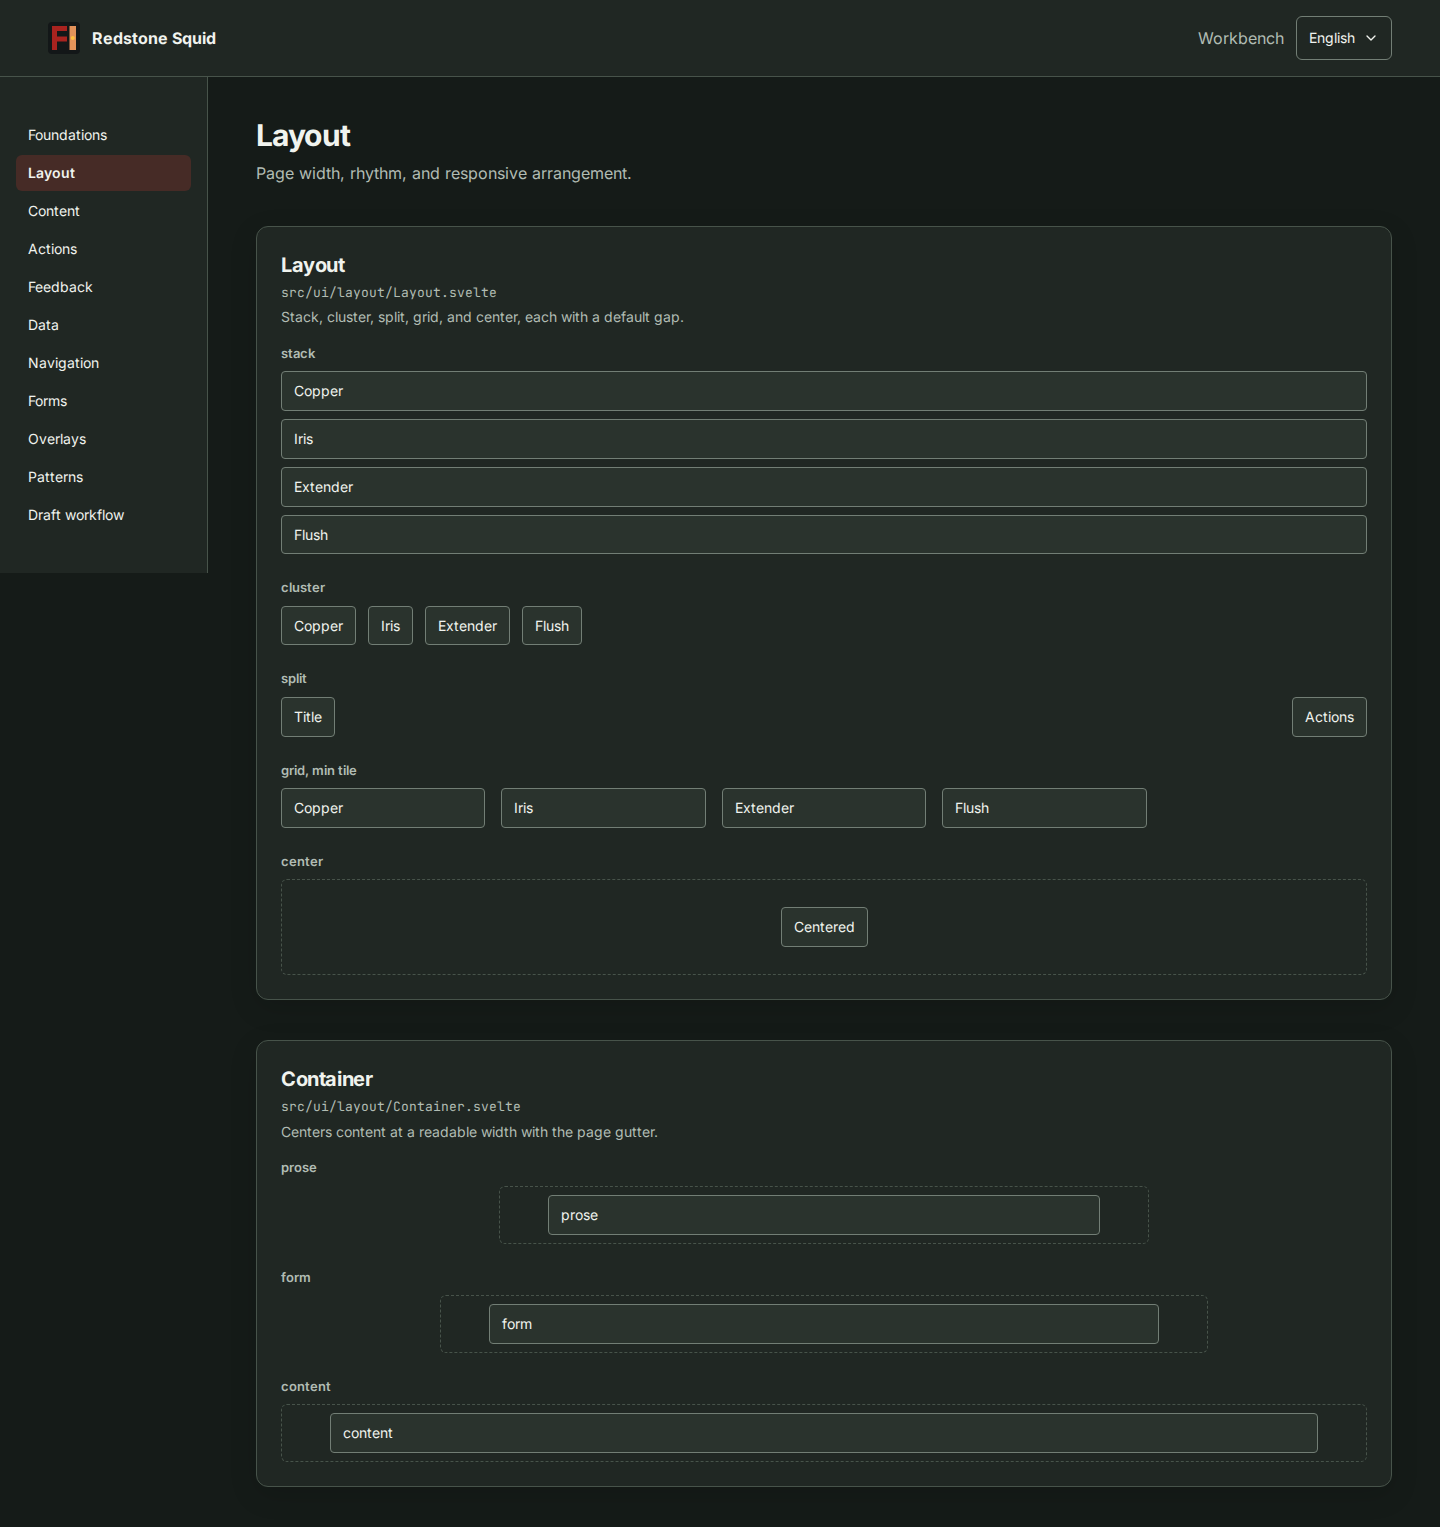 Redstone Squid
Workbench
English
Foundations
Layout
Content
Actions
Feedback
Data
Navigation
Forms
Overlays
Patterns
Draft workflow
Layout
Page width, rhythm, and responsive arrangement.
Layout
src/ui/layout/Layout.svelte
Stack, cluster, split, grid, and center, each with a default gap.
stack
Copper
Iris
Extender
Flush
cluster
Copper Iris Extender Flush
split
Title Actions
grid, min tile
Copper Iris Extender Flush
center
Centered
Container
src/ui/layout/Container.svelte
Centers content at a readable width with the page gutter.
prose
prose
form
form
content
content